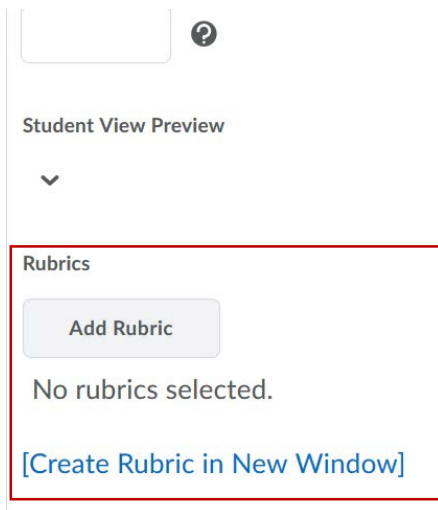 ?
Student View Preview
Rubrics
Add Rubric
No rubrics selected.
[Create Rubric in New Window]